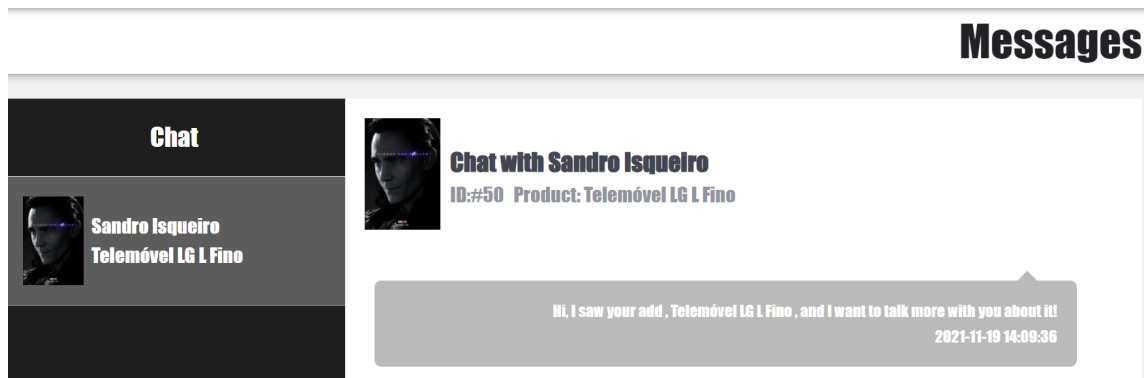 Messages
Chat
Sandro Isqueiro
Telemóvel LG L Fino
Chat with Sandro Isqueiro
ID:#50 Product: Telemóvel LG L Fino
Hi, I saw your add , Telemóvel LG L Fino , and I want to talk more with you about it!
2021-11-19 14:09:36